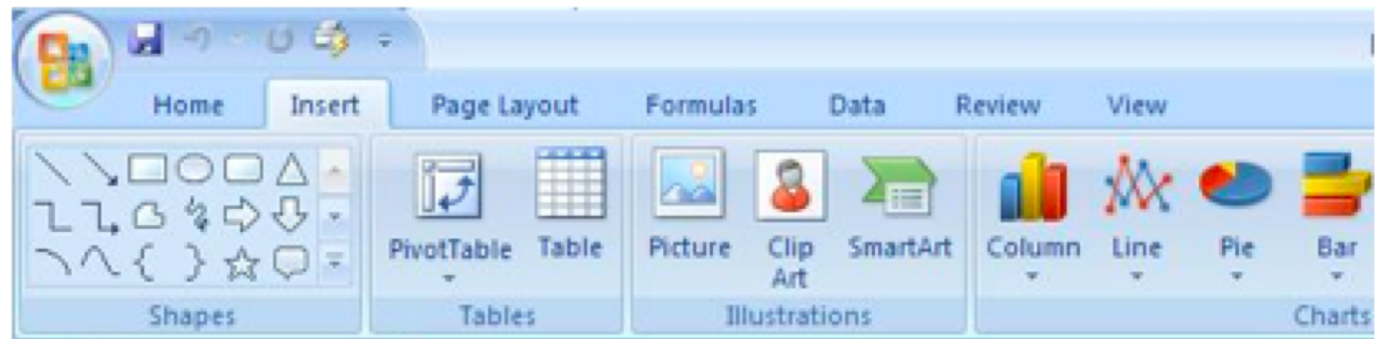 Home Insert Page Layout Formulas Data Review View
PivotTable Table Picture Clip Art SmartArt Column Line Pie Bar
Shapes Tables Illustrations Charts